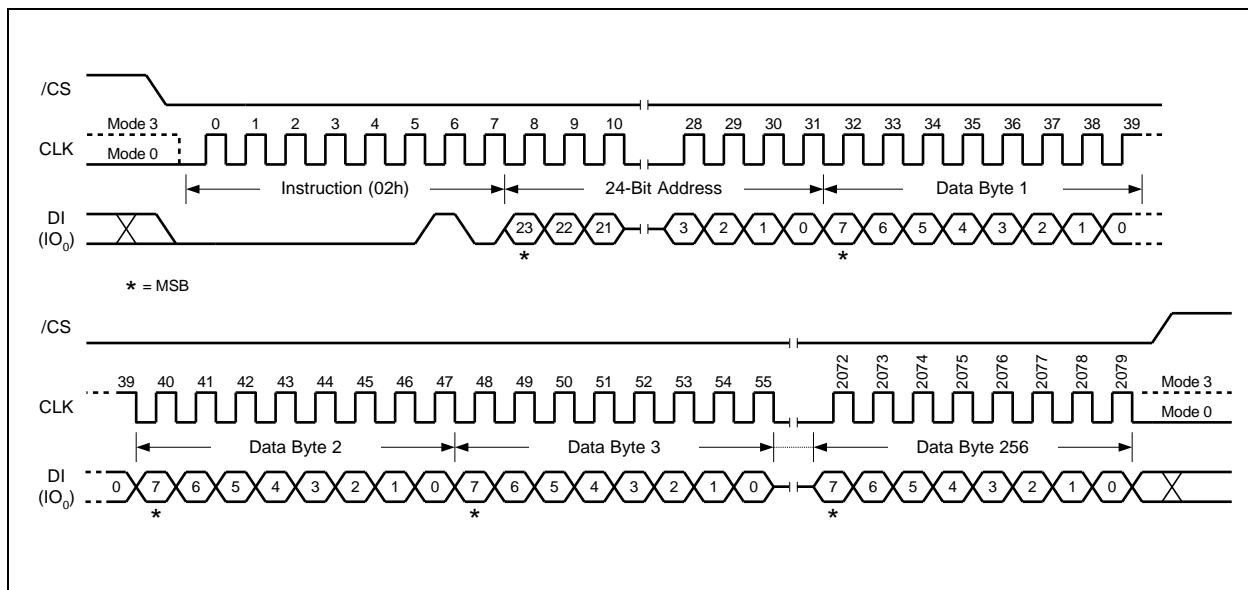 /CS
Mode 3 0 1 2 3 4 5 6 7 8 9 10 28 29 30 31 32 33 34 35 36 37 38 39
CLK Mode 0
Instruction (02h) 24-Bit Address Data Byte 1
DI
(IO0) 23 22 21 3 2 1 0 7 6 5 4 3 2 1 0
* *
* = MSB
/CS
39 40 41 42 43 44 45 46 47 48 49 50 51 52 53 54 55 2072 2073 2074 2075 2076 2077 2078 2079 Mode 3
CLK Mode 0
Data Byte 2 Data Byte 3 Data Byte 256
DI
(IO0) 0 7 6 5 4 3 2 1 0 7 6 5 4 3 2 1 0 7 6 5 4 3 2 1 0
* * *